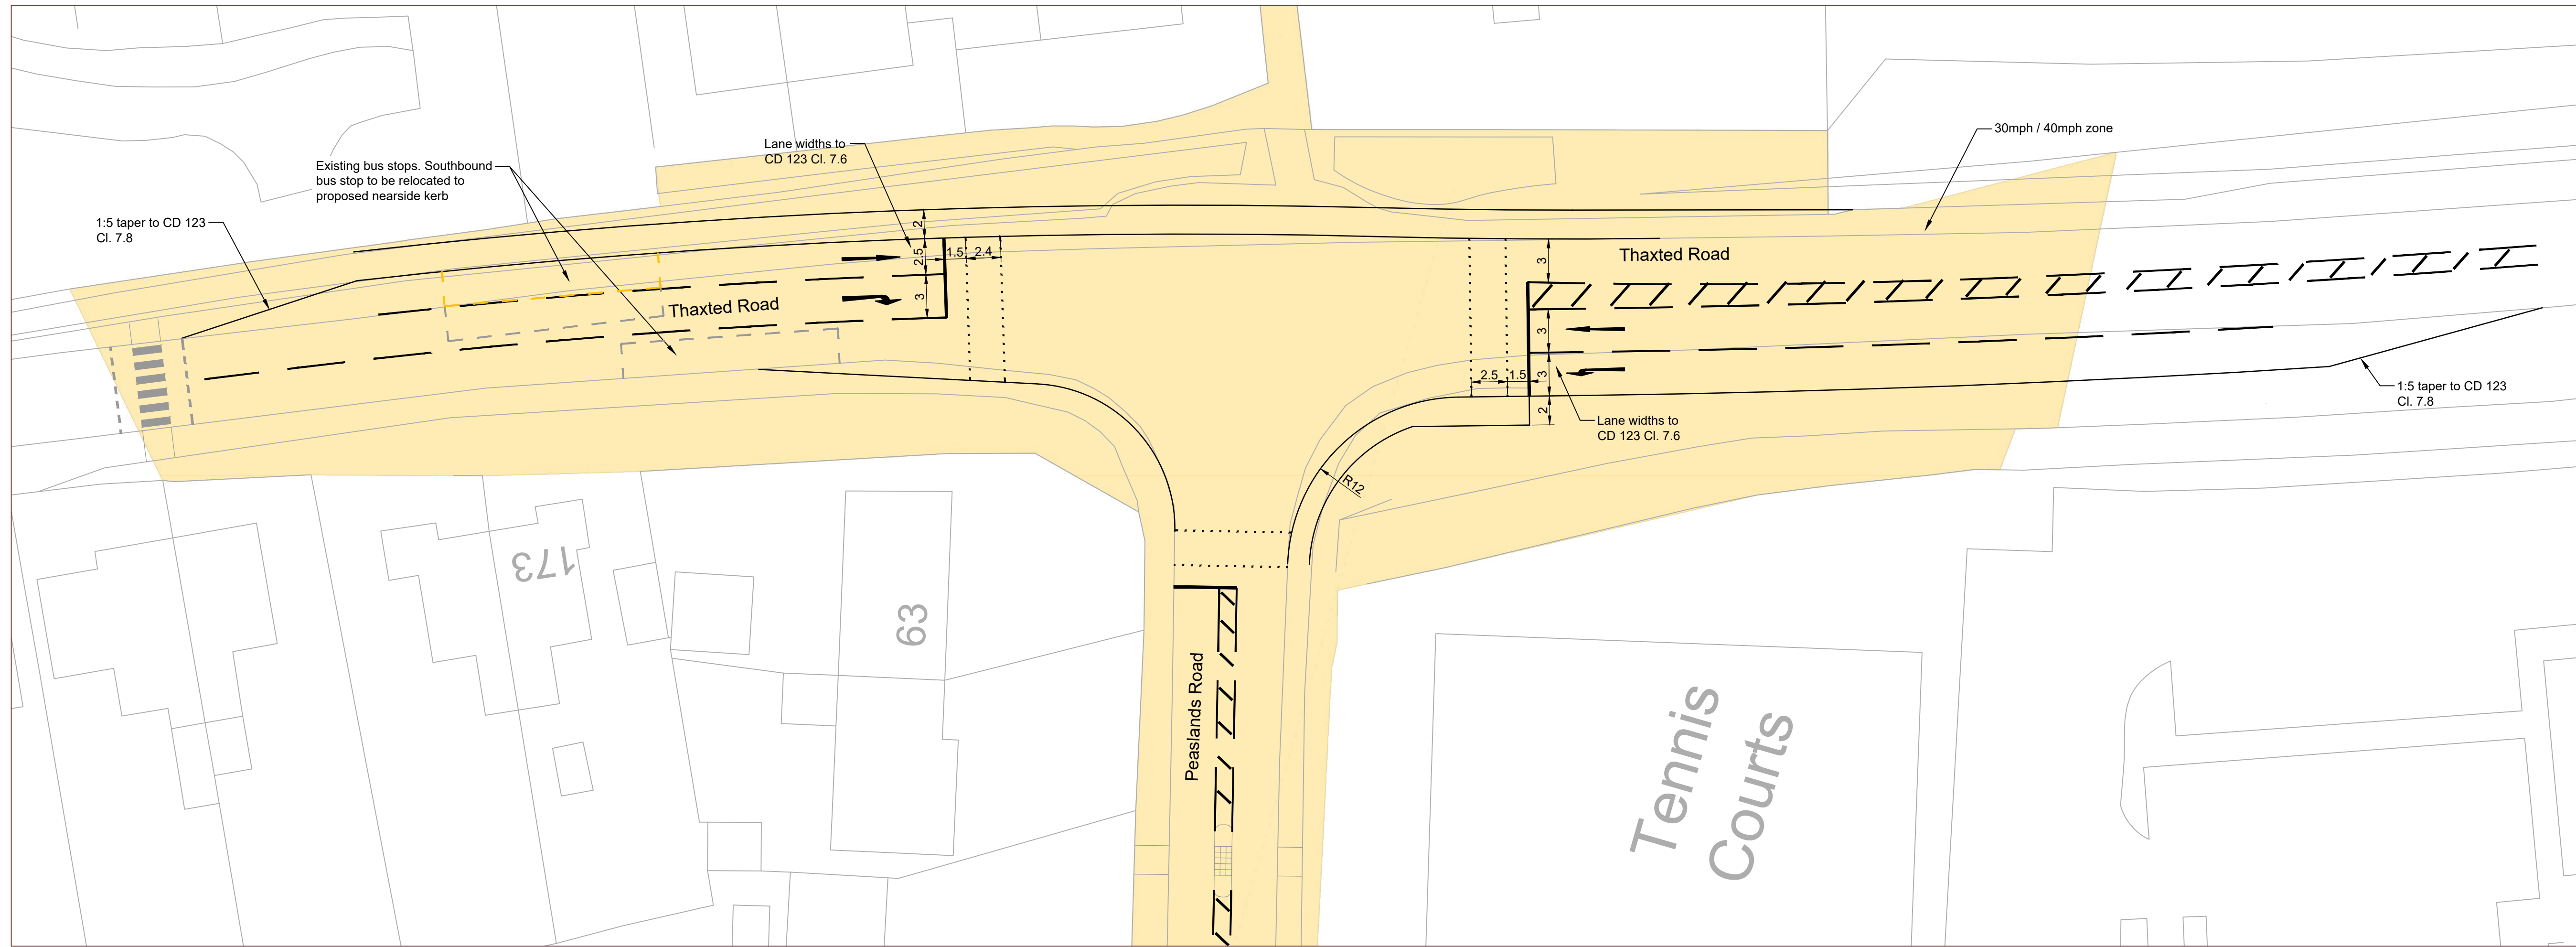 30mph / 40mph zone
Lane widths to
CD 123 Cl. 7.6
Existing bus stops. Southbound
bus stop to be relocated to
proposed nearside kerb
1:5 taper to CD 123
Cl. 7.8
2
2.5
1.5
2.4
3
Thaxted Road
Thaxted Road
3
3
3
2.5
1.5
2
1:5 taper to CD 123
Cl. 7.8
Lane widths to
CD 123 Cl. 7.6
R12
173
63
Peaslands Road
Tennis
Courts